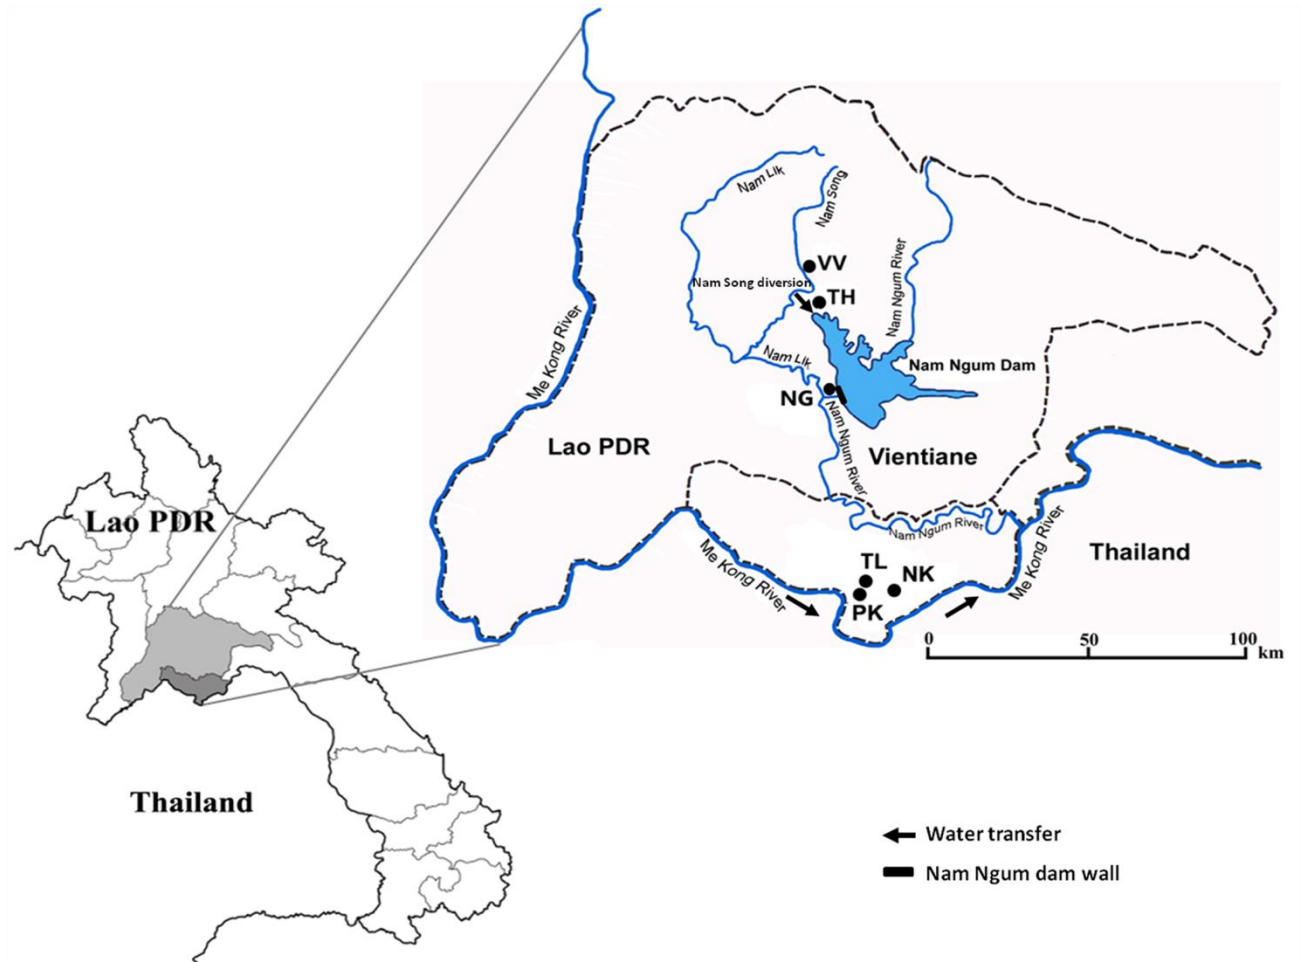 Nam Lik
Nam Song
VV
Nam Song diversion
TH
Nam Ngum River
Me Kong River
Nam Lik
Nam Ngum Dam
NG
Nam Ngum River
Lao PDR
Vientiane
Lao PDR
Nam Ngum River
Me Kong River
Me Kong River
Thailand
TL
NK
PK
0 50 100
km
Thailand
Water transfer
Nam Ngum dam wall